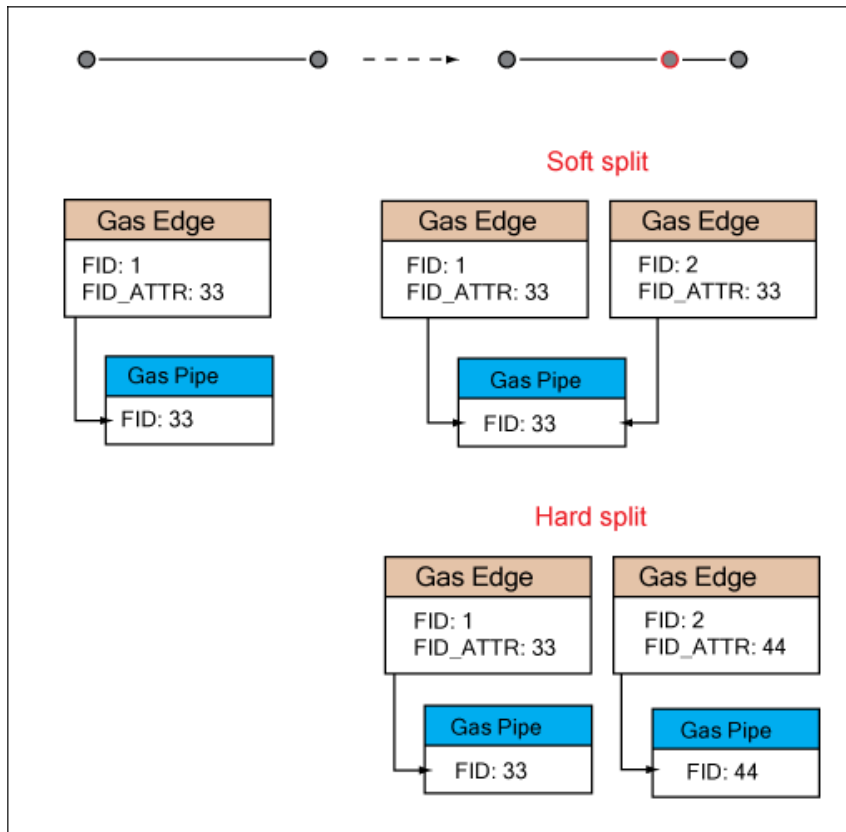 Soft split
Gas Edge
FID: 1
FID_ATTR: 33
Gas Pipe
FID: 33
Gas Edge
FID: 1
FID_ATTR: 33
Gas Edge
FID: 2
FID_ATTR: 33
Gas Pipe
FID: 33
Hard split
Gas Edge
FID: 1
FID_ATTR: 33
Gas Pipe
FID: 33
Gas Edge
FID: 2
FID_ATTR: 44
Gas Pipe
FID: 44